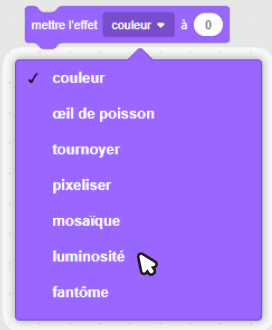 mettre l'effet couleur à 0
couleur
œil de poisson
tournoyer
pixeliser
mosaïque
luminosité
fantôme